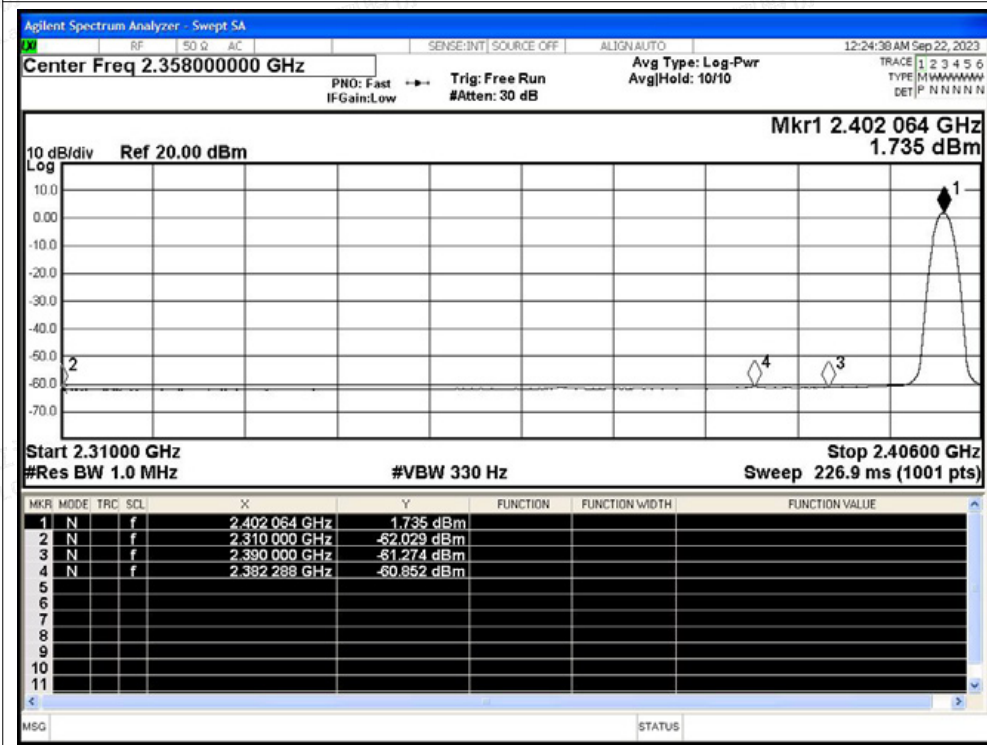 Agilent Spectrum Analyzer - Swept SA
LXI RF 50 Ω AC SENSE:INT SOURCE OFF ALIGNAUTO 12:24:38 AM Sep 22, 2023
Center Freq 2.358000000 GHz
PNO: Fast
IFGain:Low
Trig: Free Run
#Atten: 30 dB
Avg Type: Log-Pwr
Avg|Hold: 10/10
TRACE 1 2 3 4 5 6
TYPE M WWWWW
DET P N N N N N
Mkr1 2.402 064 GHz
1.735 dBm
10 dB/div Ref 20.00 dBm
Log
10.0
0.00
-10.0
-20.0
-30.0
-40.0
-50.0
-60.0
-70.0
1
2
4
3
Start 2.31000 GHz Stop 2.40600 GHz
#Res BW 1.0 MHz #VBW 330 Hz Sweep 226.9 ms (1001 pts)
MKR MODE TRC SCL X Y FUNCTION FUNCTION WIDTH FUNCTION VALUE
1 N f 2.402 064 GHz 1.735 dBm
2 N f 2.310 000 GHz -62.029 dBm
3 N f 2.390 000 GHz -61.274 dBm
4 N f 2.382 288 GHz -60.852 dBm
5
6
7
8
9
10
11
MSG STATUS